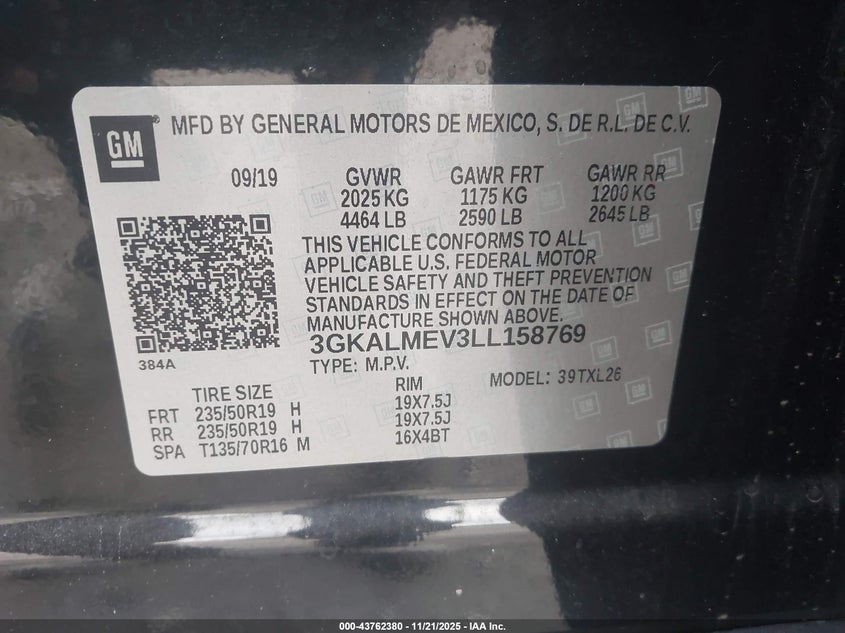 GM
MFD BY GENERAL MOTORS DE MEXICO, S. DE R.L. DE C.V.
09/19 GVWR GAWR FRT GAWR RR
2025 KG 1175 KG 1200 KG
4464 LB 2590 LB 2645 LB
THIS VEHICLE CONFORMS TO ALL
APPLICABLE U.S. FEDERAL MOTOR
VEHICLE SAFETY AND THEFT PREVENTION
STANDARDS IN EFFECT ON THE DATE OF
MANUFACTURE SHOWN ABOVE.
3GKALMEV3LL158769
384A
TYPE: M.P.V. MODEL: 39TXL26
TIRE SIZE RIM
FRT 235/50R19 H 19X7.5J
RR 235/50R19 H 19X7.5J
SPA T135/70R16 M 16X4BT
000-43762380 - 11/21/2025 - IAA Inc.